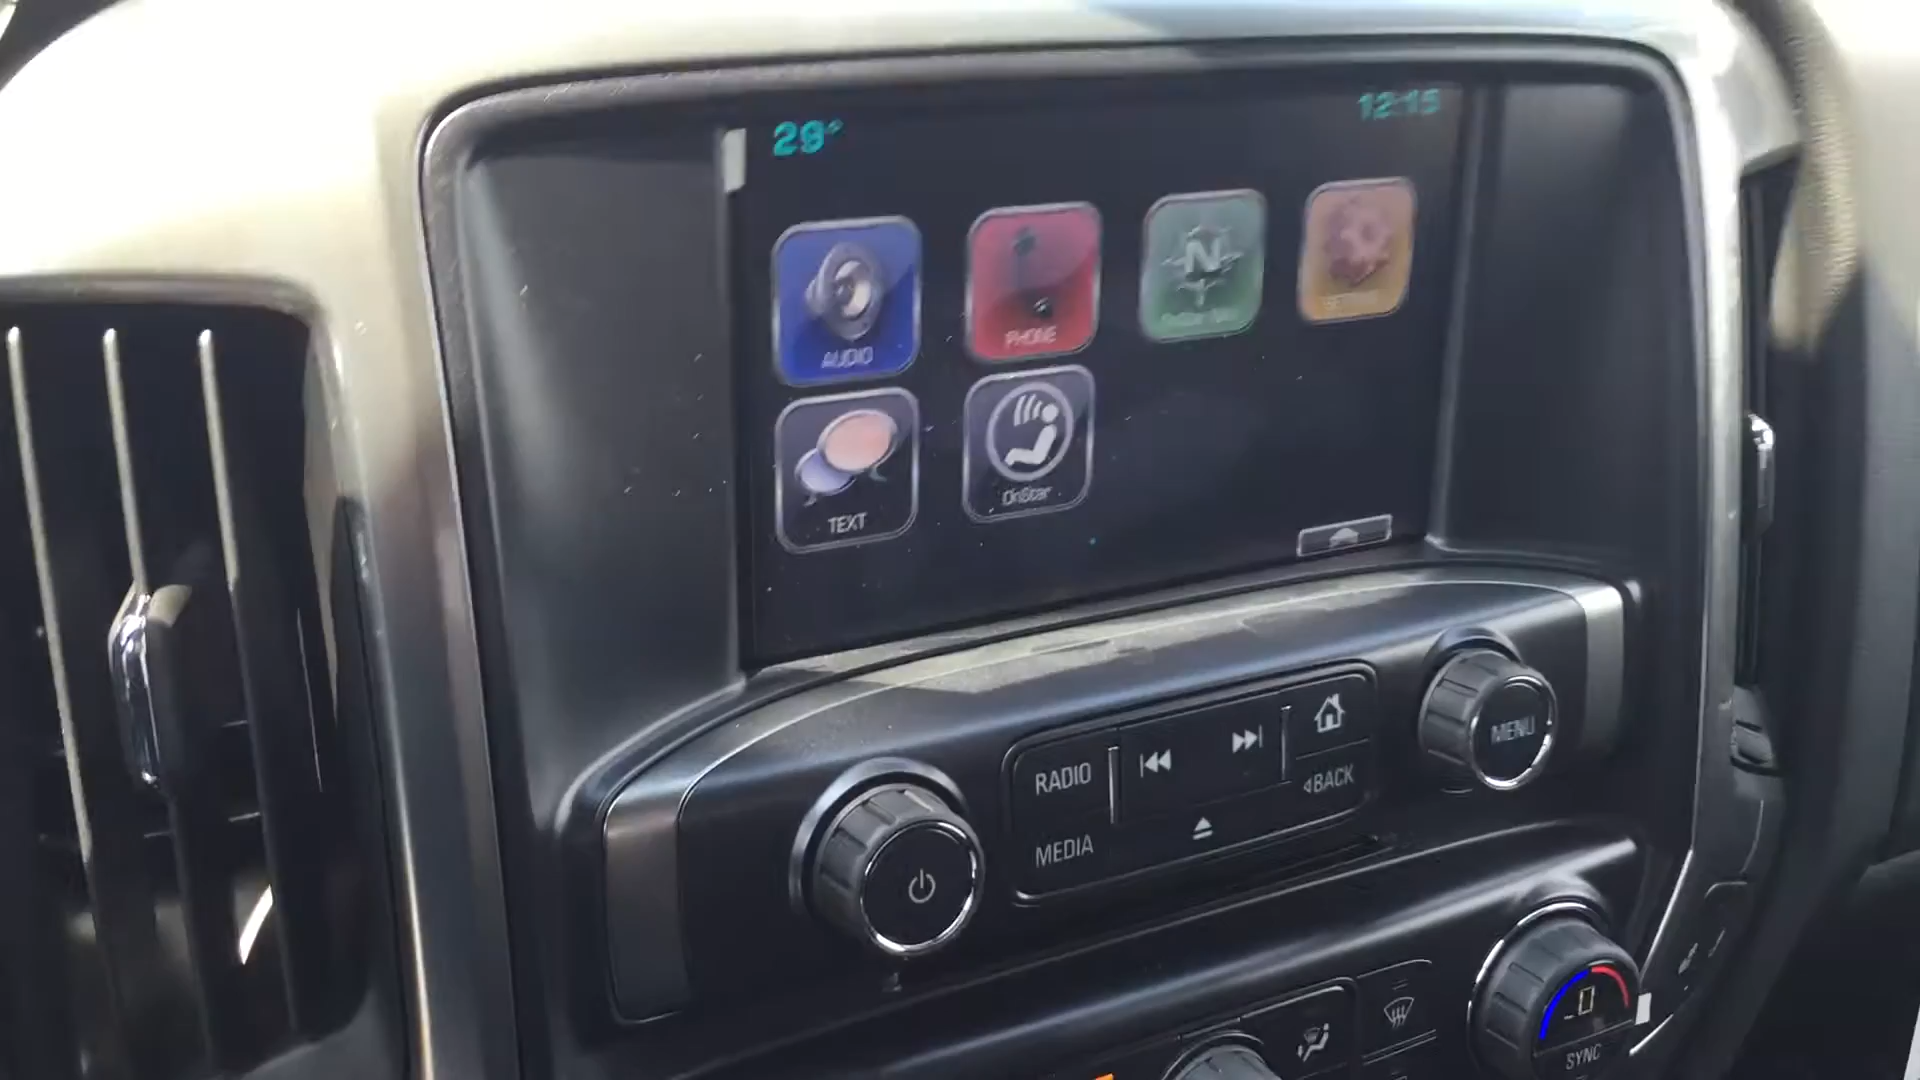 29°
12:15
AUDIO
PHONE
TEXT
OnStar
RADIO
MEDIA
BACK
MENU
SYNC